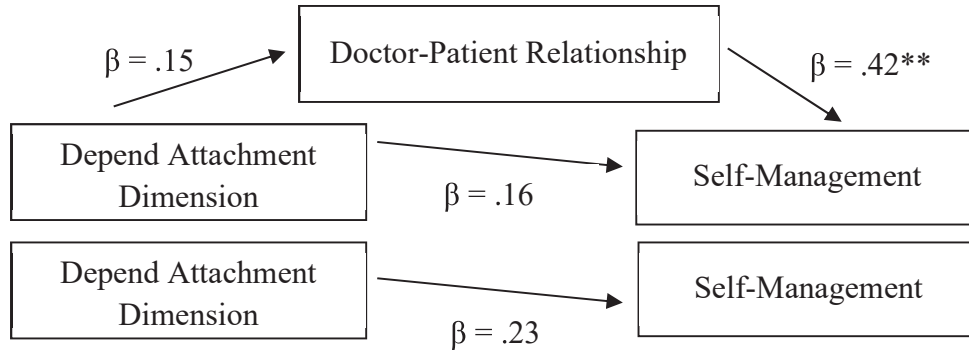 Doctor-Patient Relationship
β = .15
β = .42**
Depend Attachment
Dimension
β = .16
Self-Management
Depend Attachment
Dimension
β = .23
Self-Management